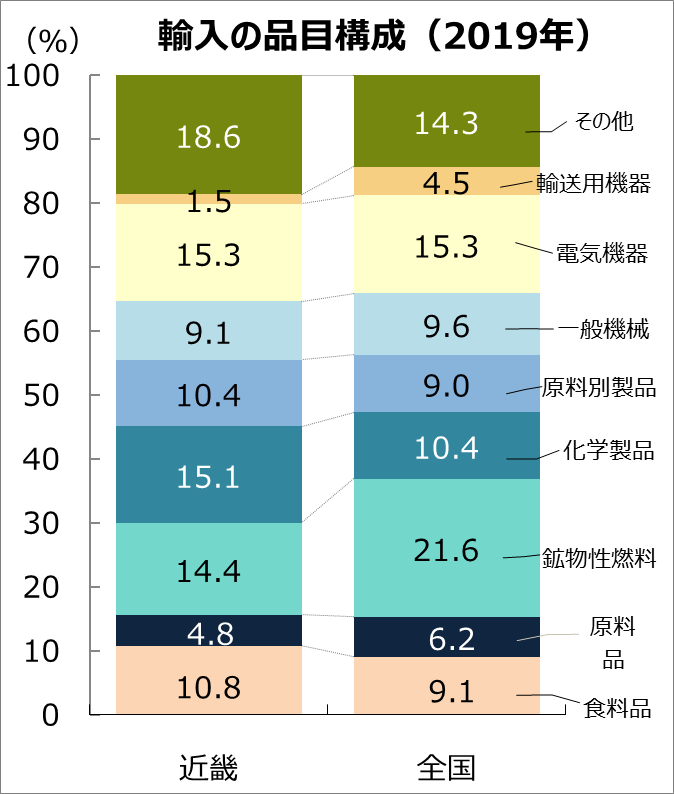 輸入の品目構成（2019年）
（%）
100
90
80
70
60
50
40
30
20
10
0
18.6
1.5
15.3
9.1
10.4
15.1
14.4
4.8
10.8
14.3
4.5
15.3
9.6
9.0
10.4
21.6
6.2
9.1
その他
輸送用機器
電気機器
一般機械
原料別製品
化学製品
鉱物性燃料
原料
品
食料品
近畿
全国